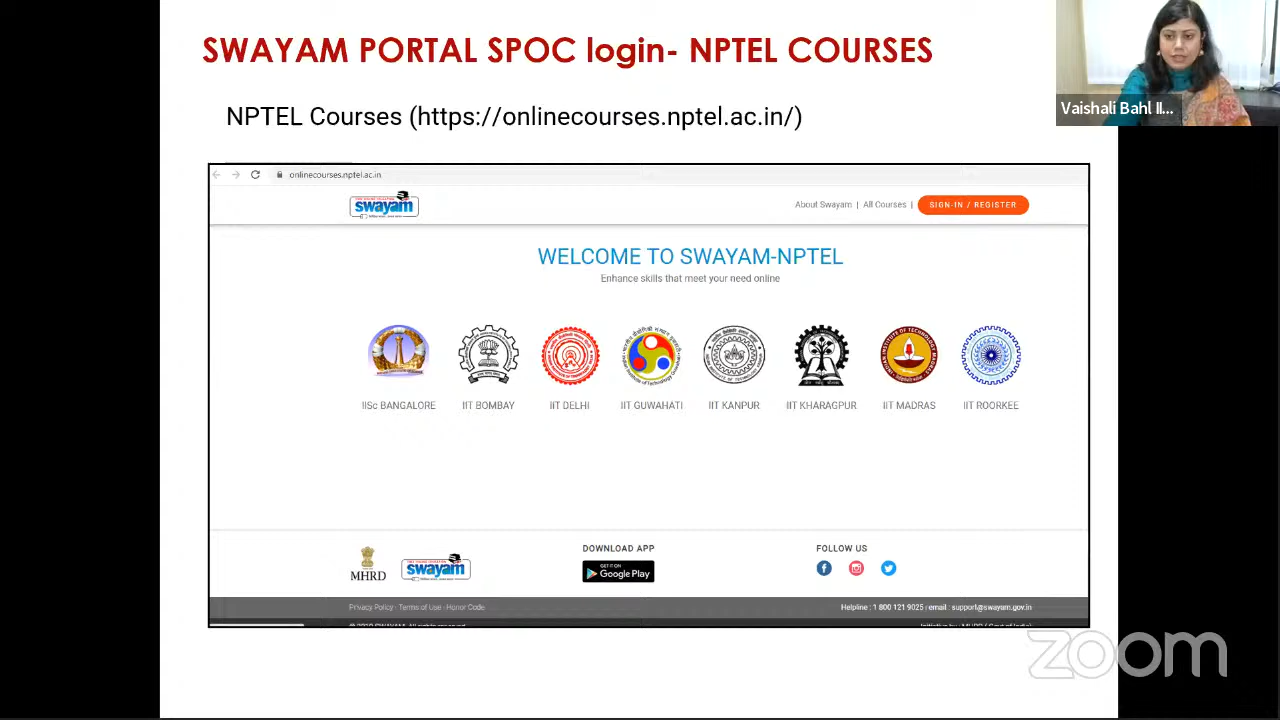 SWAYAM PORTAL SPOC login- NPTEL COURSES
Vaishali Bahl II...
NPTEL Courses (https://onlinecourses.nptel.ac.in/)
onlinecourses.nptel.ac.in
swayam
About Swayam | All Courses | SIGN-IN / REGISTER
WELCOME TO SWAYAM-NPTEL
Enhance skills that meet your need online
IISc BANGALORE IIT BOMBAY IIT DELHI IIT GUWAHATI IIT KANPUR IIT KHARAGPUR IIT MADRAS IIT ROORKEE
DOWNLOAD APP
FOLLOW US
MHRD
swayam
GET IT ON
Google Play
Privacy Policy · Terms of Use · Honor Code
Helpline : 1 800 121 9025 | email : support@swayam.gov.in
zoom